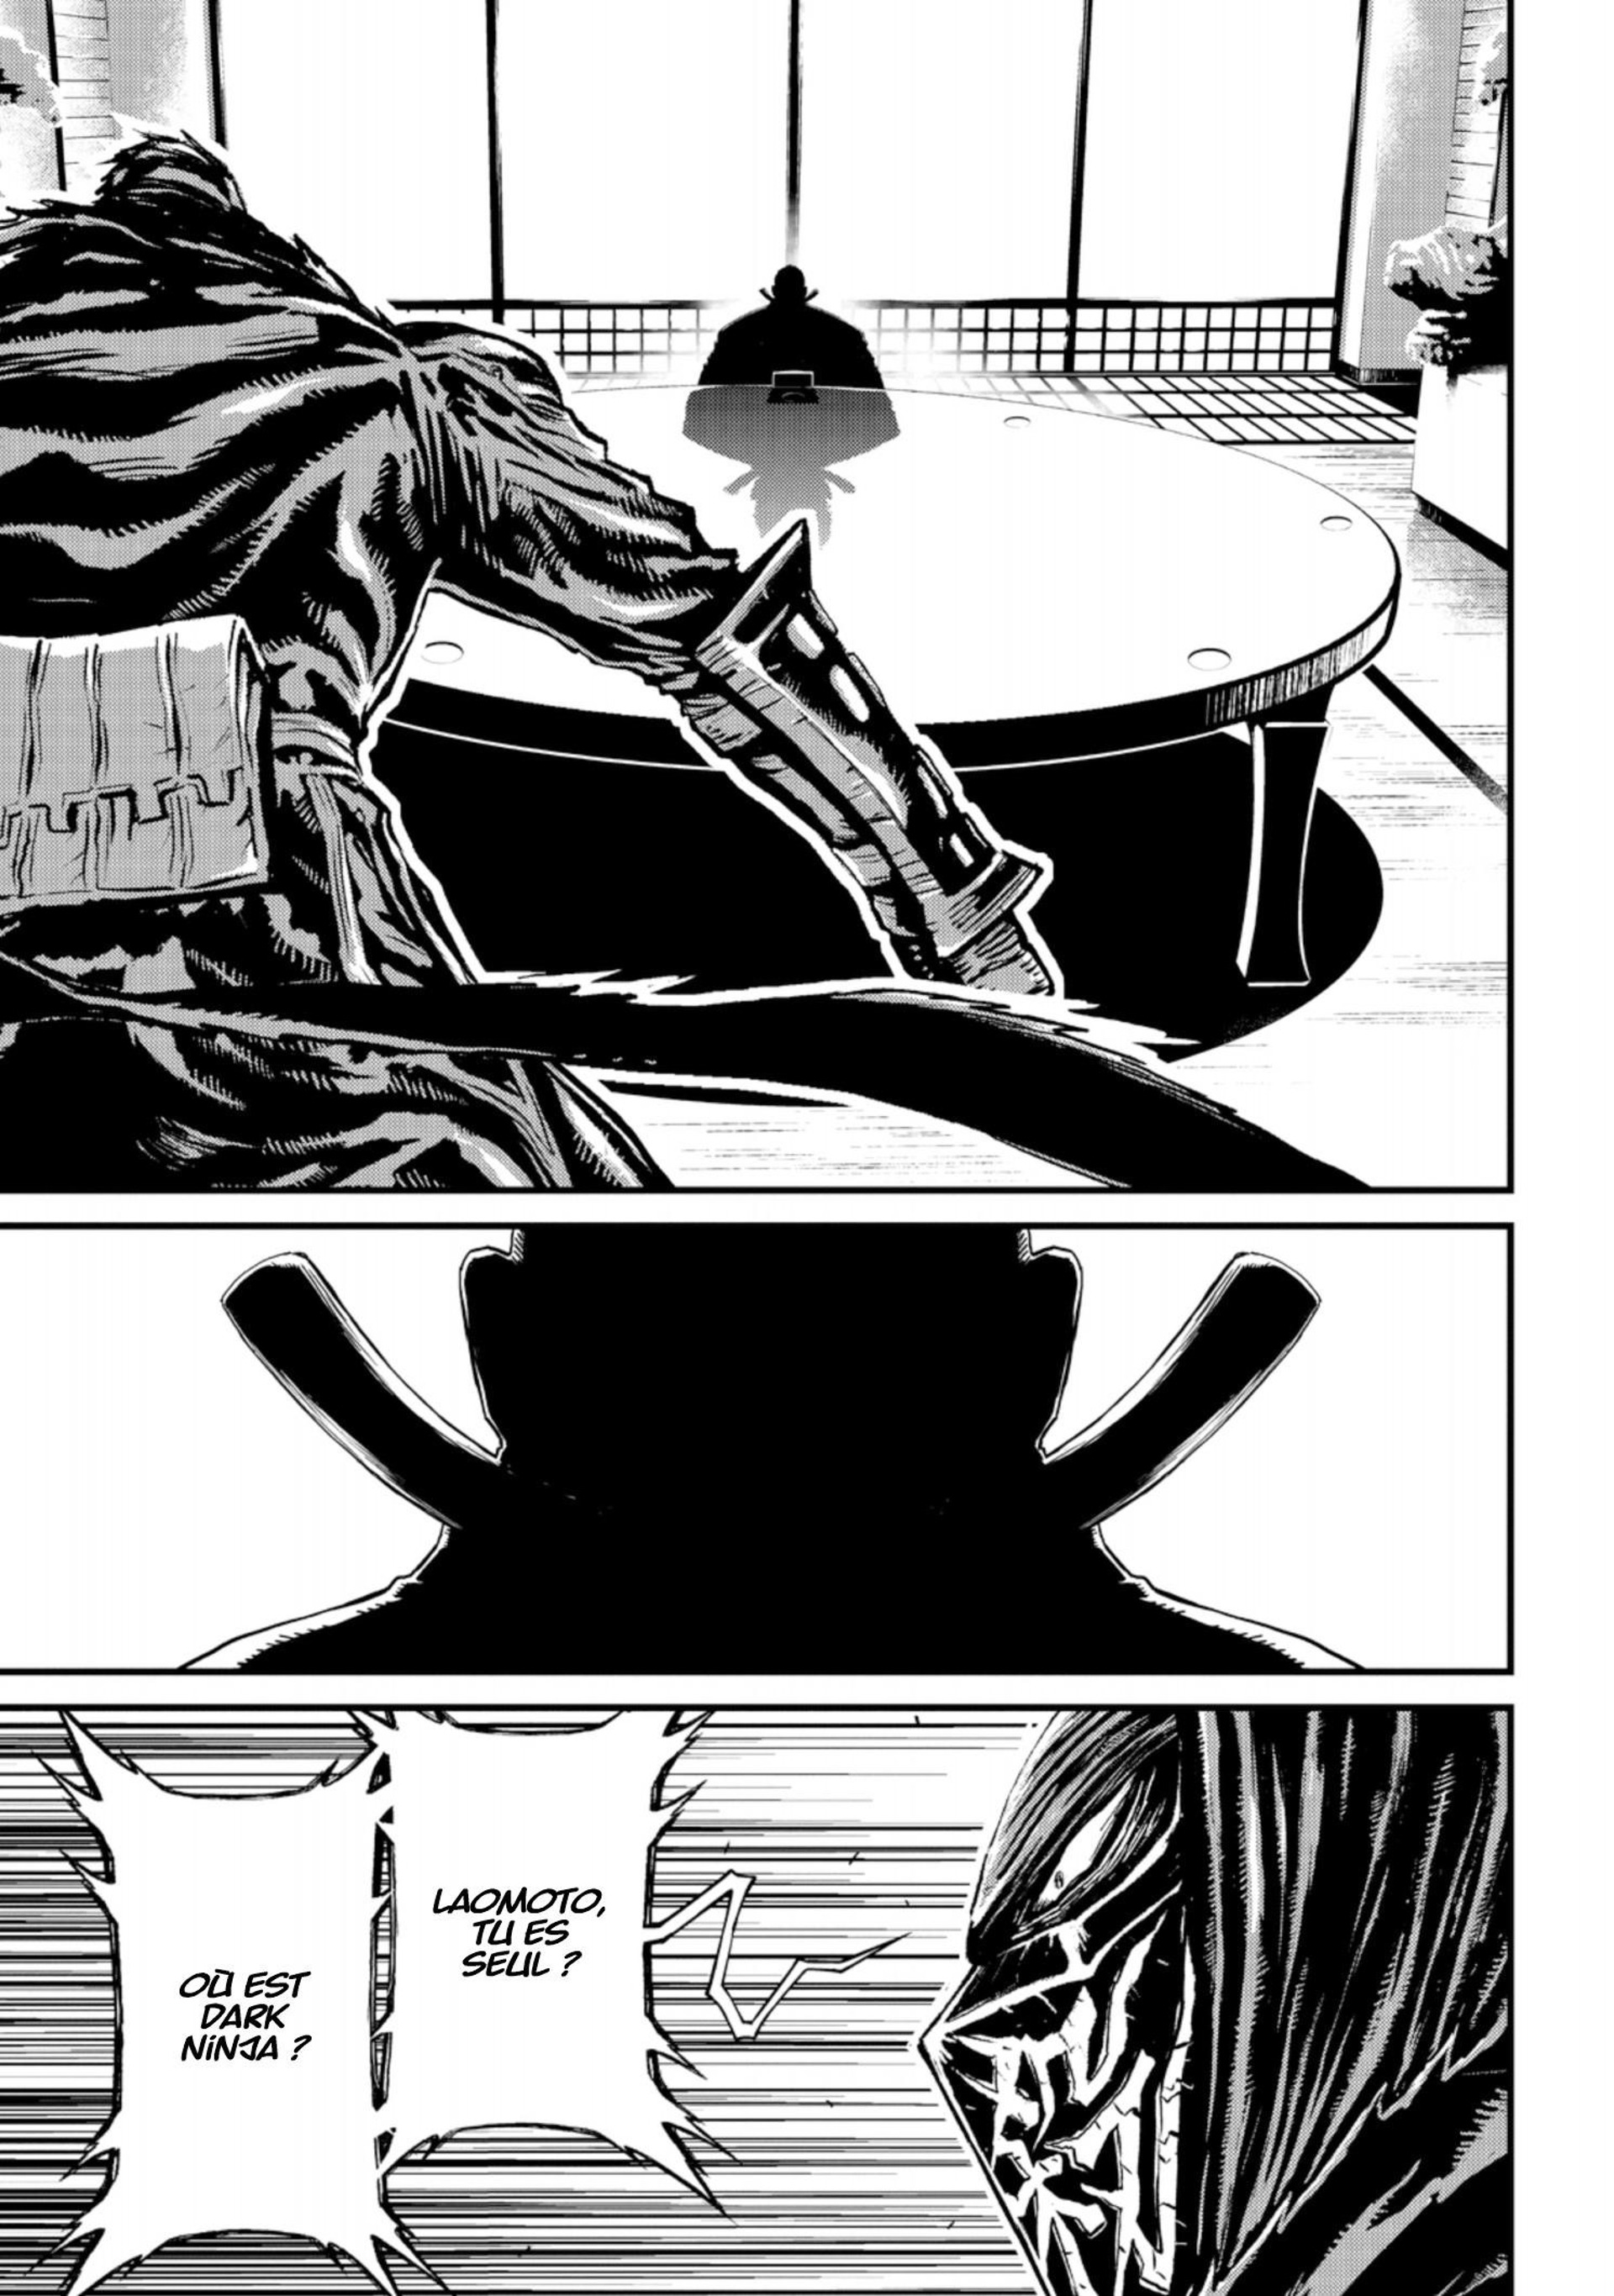 LAOMOTO,
TU ES
SEUL ?
OÙ EST
DARK
NINJA ?